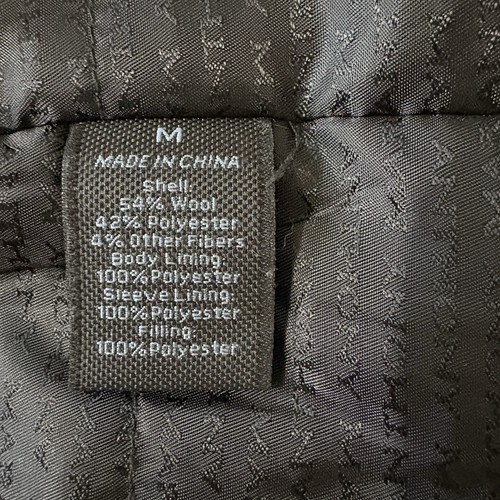 M
MADE IN CHINA
Shell:
54% Wool
42% Polyester
4% Other Fibers
Body Lining:
100% Polyester
Sleeve Lining:
100% Polyester
Filling:
100% Polyester